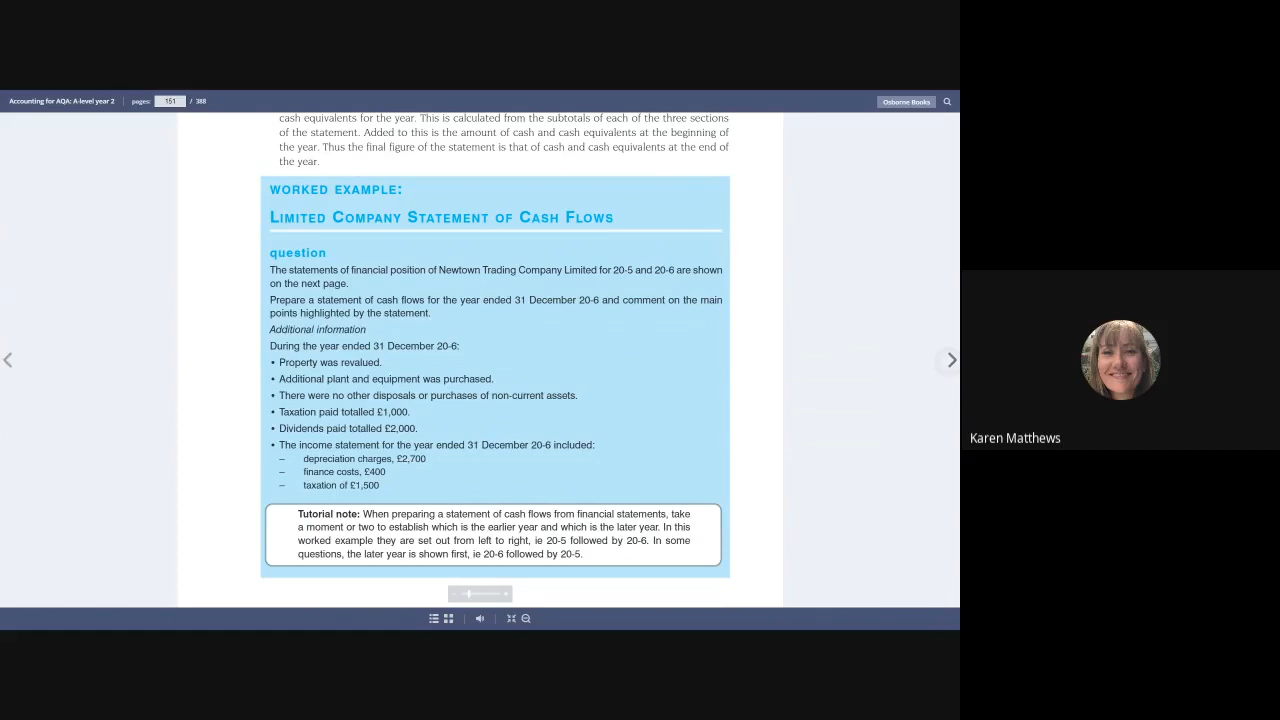 Accounting for AQA: A-level year 2
pages: 151 / 388
Osborne Books
cash equivalents for the year. This is calculated from the subtotals of each of the three sections
of the statement. Added to this is the amount of cash and cash equivalents at the beginning of
the year. Thus the final figure of the statement is that of cash and cash equivalents at the end of
the year.
WORKED EXAMPLE:
LIMITED COMPANY STATEMENT OF CASH FLOWS
question
The statements of financial position of Newtown Trading Company Limited for 20-5 and 20-6 are shown
on the next page.
Prepare a statement of cash flows for the year ended 31 December 20-6 and comment on the main
points highlighted by the statement.
Additional information
During the year ended 31 December 20-6:
• Property was revalued.
• Additional plant and equipment was purchased.
• There were no other disposals or purchases of non-current assets.
• Taxation paid totalled £1,000.
• Dividends paid totalled £2,000.
• The income statement for the year ended 31 December 20-6 included:
– depreciation charges, £2,700
– finance costs, £400
– taxation of £1,500
Tutorial note: When preparing a statement of cash flows from financial statements, take
a moment or two to establish which is the earlier year and which is the later year. In this
worked example they are set out from left to right, ie 20-5 followed by 20-6. In some
questions, the later year is shown first, ie 20-6 followed by 20-5.
Karen Matthews